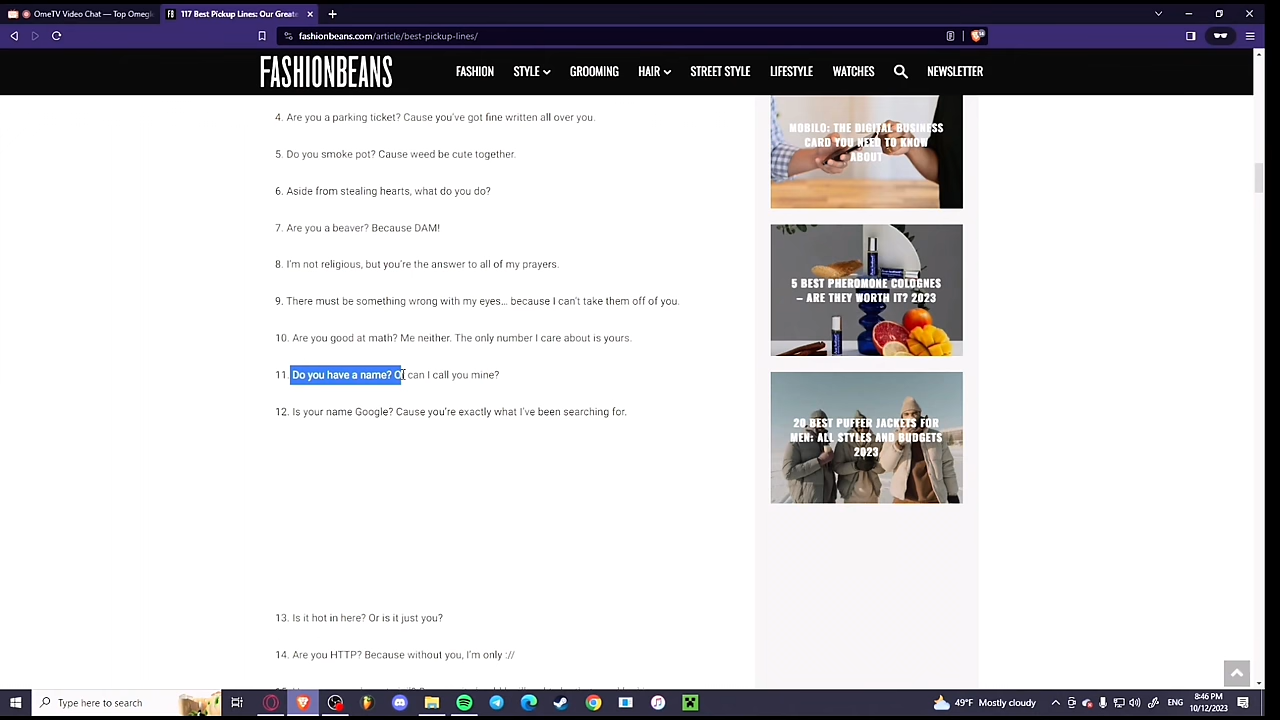 OmeTV Video Chat — Top Omegl
117 Best Pickup Lines: Our Greate
fashionbeans.com/article/best-pickup-lines/
FASHIONBEANS
FASHION STYLE GROOMING HAIR STREET STYLE LIFESTYLE WATCHES NEWSLETTER
4. Are you a parking ticket? Cause you've got fine written all over you.
5. Do you smoke pot? Cause weed be cute together.
6. Aside from stealing hearts, what do you do?
7. Are you a beaver? Because DAM!
8. I'm not religious, but you're the answer to all of my prayers.
9. There must be something wrong with my eyes… because I can't take them off of you.
10. Are you good at math? Me neither. The only number I care about is yours.
11. Do you have a name? Or can I call you mine?
12. Is your name Google? Cause you're exactly what I've been searching for.
13. Is it hot in here? Or is it just you?
14. Are you HTTP? Because without you, I'm only ://
MOBILO: THE DIGITAL BUSINESS
CARD YOU NEED TO KNOW
ABOUT
5 BEST PHEROMONE COLOGNES
– ARE THEY WORTH IT? 2023
20 BEST PUFFER JACKETS FOR
MEN: ALL STYLES AND BUDGETS
2023
Type here to search
49°F Mostly cloudy
ENG
8:46 PM
10/12/2023